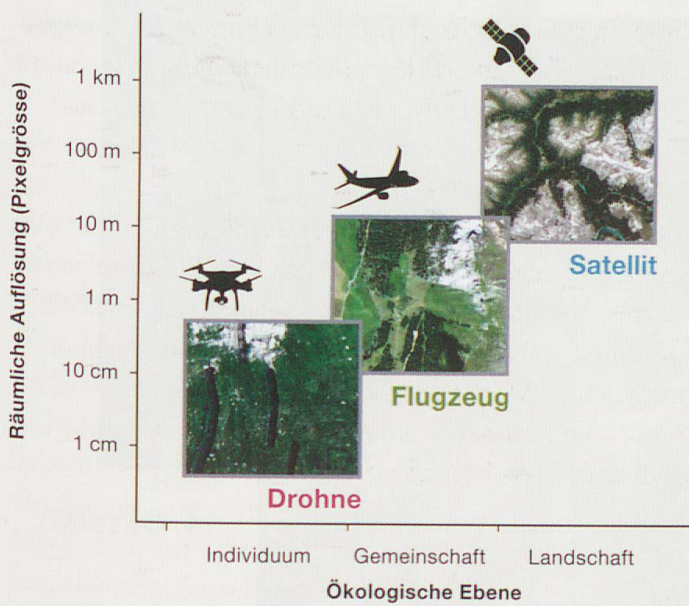 Räumliche Auflösung (Pixelgrösse)
1 km
100 m
10 m
1 m
10 cm
1 cm
Satellit
Flugzeug
Drohne
Individuum
Gemeinschaft
Landschaft
Ökologische Ebene